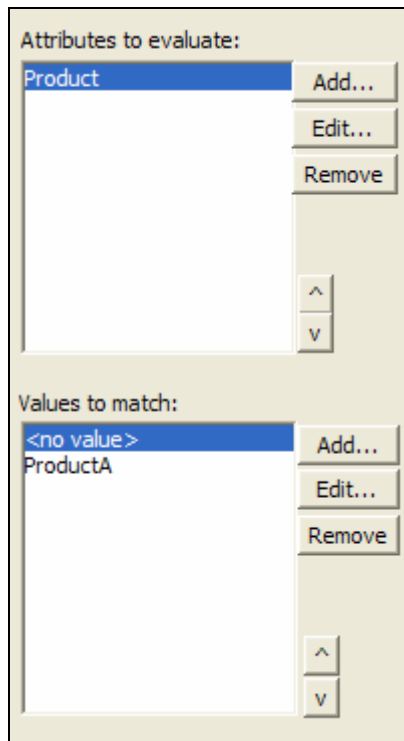 Attributes to evaluate:
Product
Add...
Edit...
Remove
^
v
Values to match:
<no value>
ProductA
Add...
Edit...
Remove
^
v